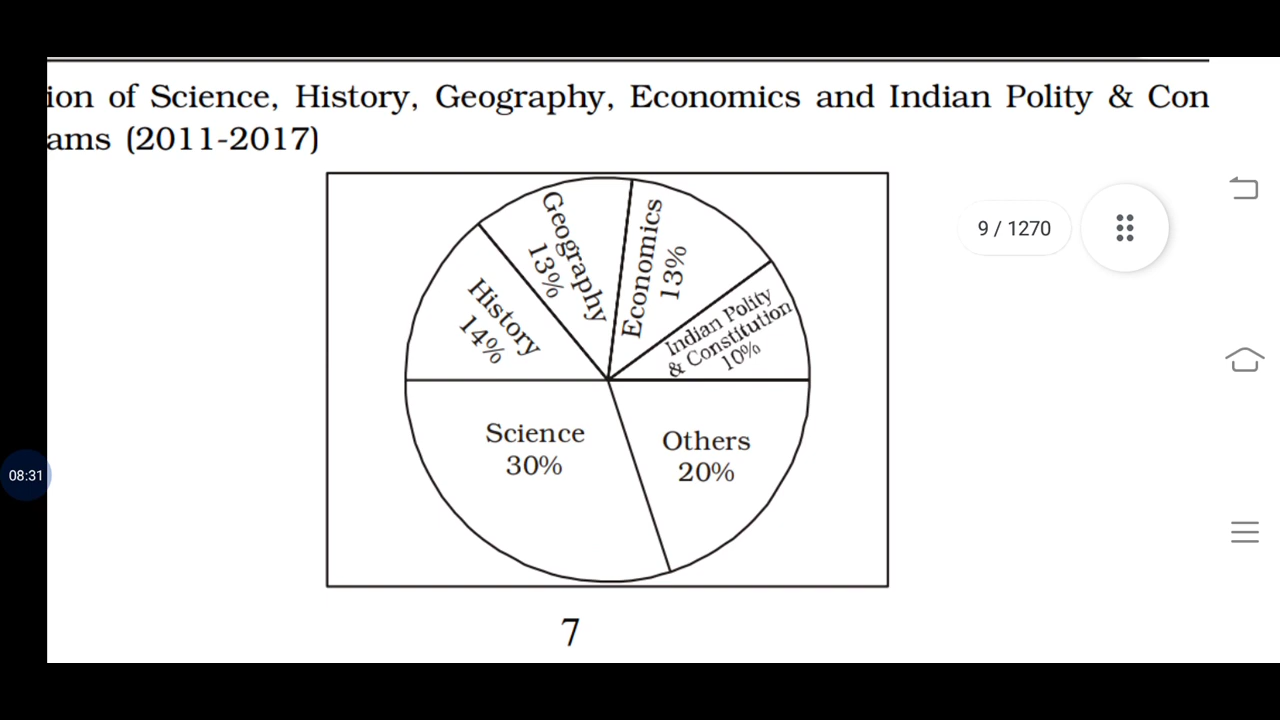 ion of Science, History, Geography, Economics and Indian Polity & Con
ams (2011-2017)
9 / 1270
Geography
13%
Economics
13%
History
14%
Indian Polity
& Constitution
10%
Science
30%
Others
20%
08:31
7